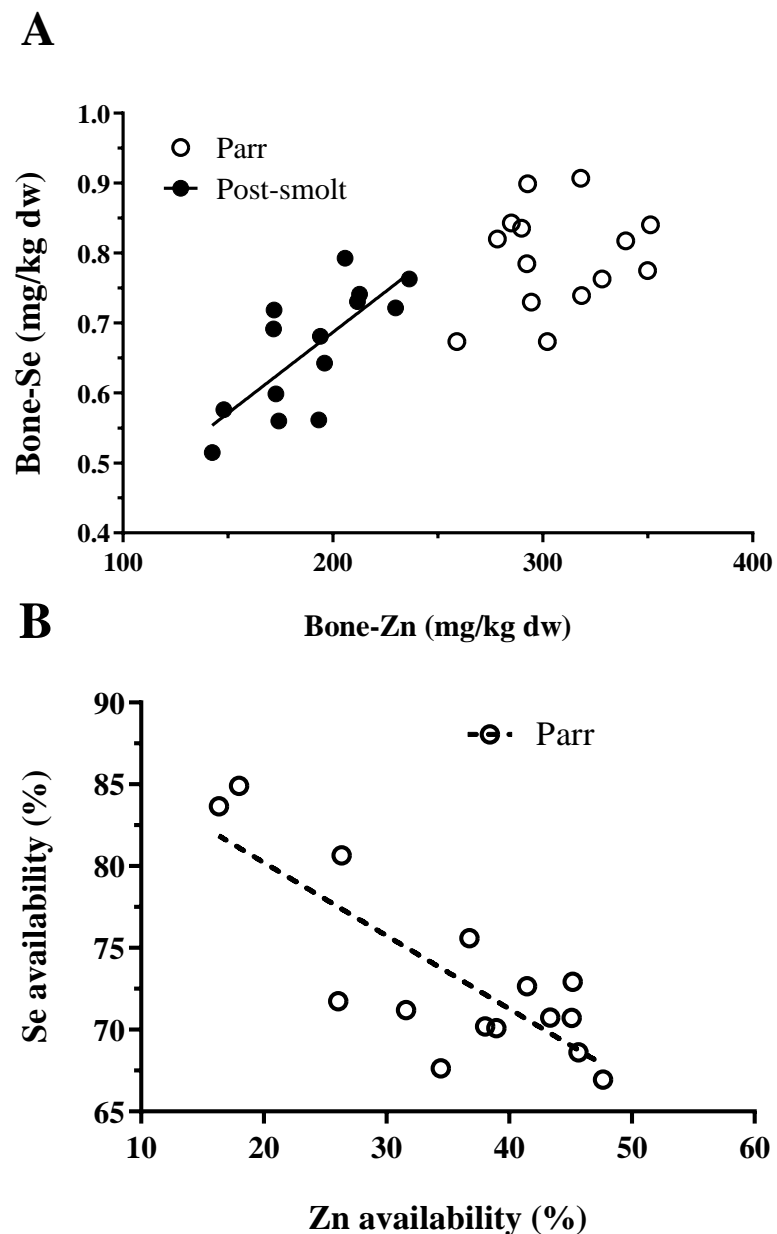 A
1.0
Parr
0.9
Post-smolt
0.8
0.7
0.6
0.5
0.4
Bone-Se (mg/kg dw)
100 200 300 400
Bone-Zn (mg/kg dw)
B
90
Parr
85
80
75
70
65
Se availability (%)
10 20 30 40 50 60
Zn availability (%)